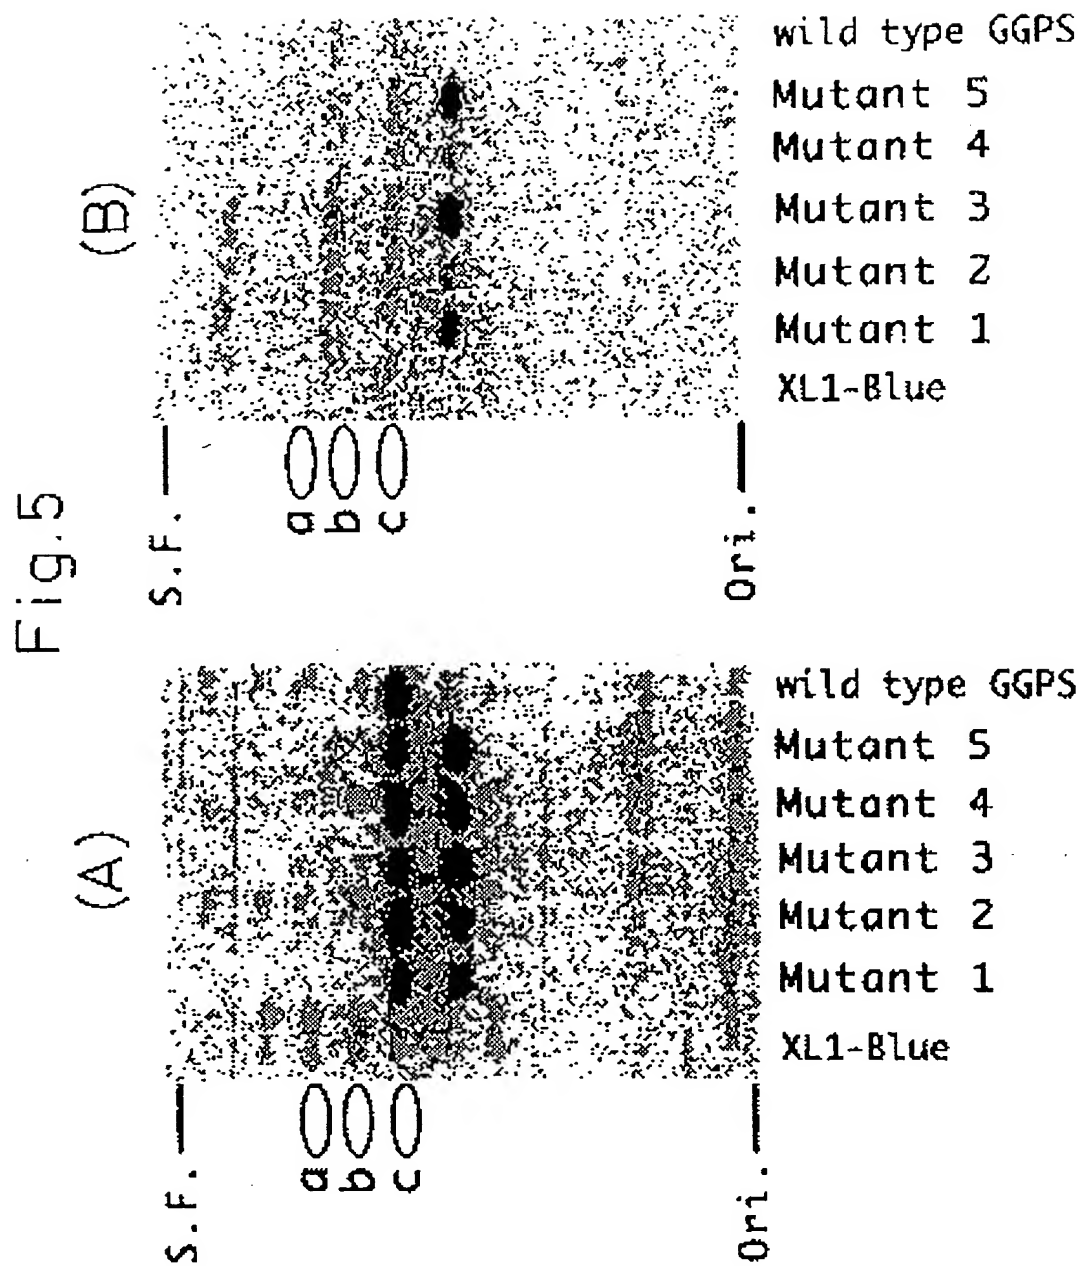 Fig.5
(A)
S.F.
a
b
c
Ori.
XL1-Blue
Mutant 1
Mutant 2
Mutant 3
Mutant 4
Mutant 5
wild type GGPS
(B)
S.F.
a
b
c
Ori.
XL1-Blue
Mutant 1
Mutant 2
Mutant 3
Mutant 4
Mutant 5
wild type GGPS